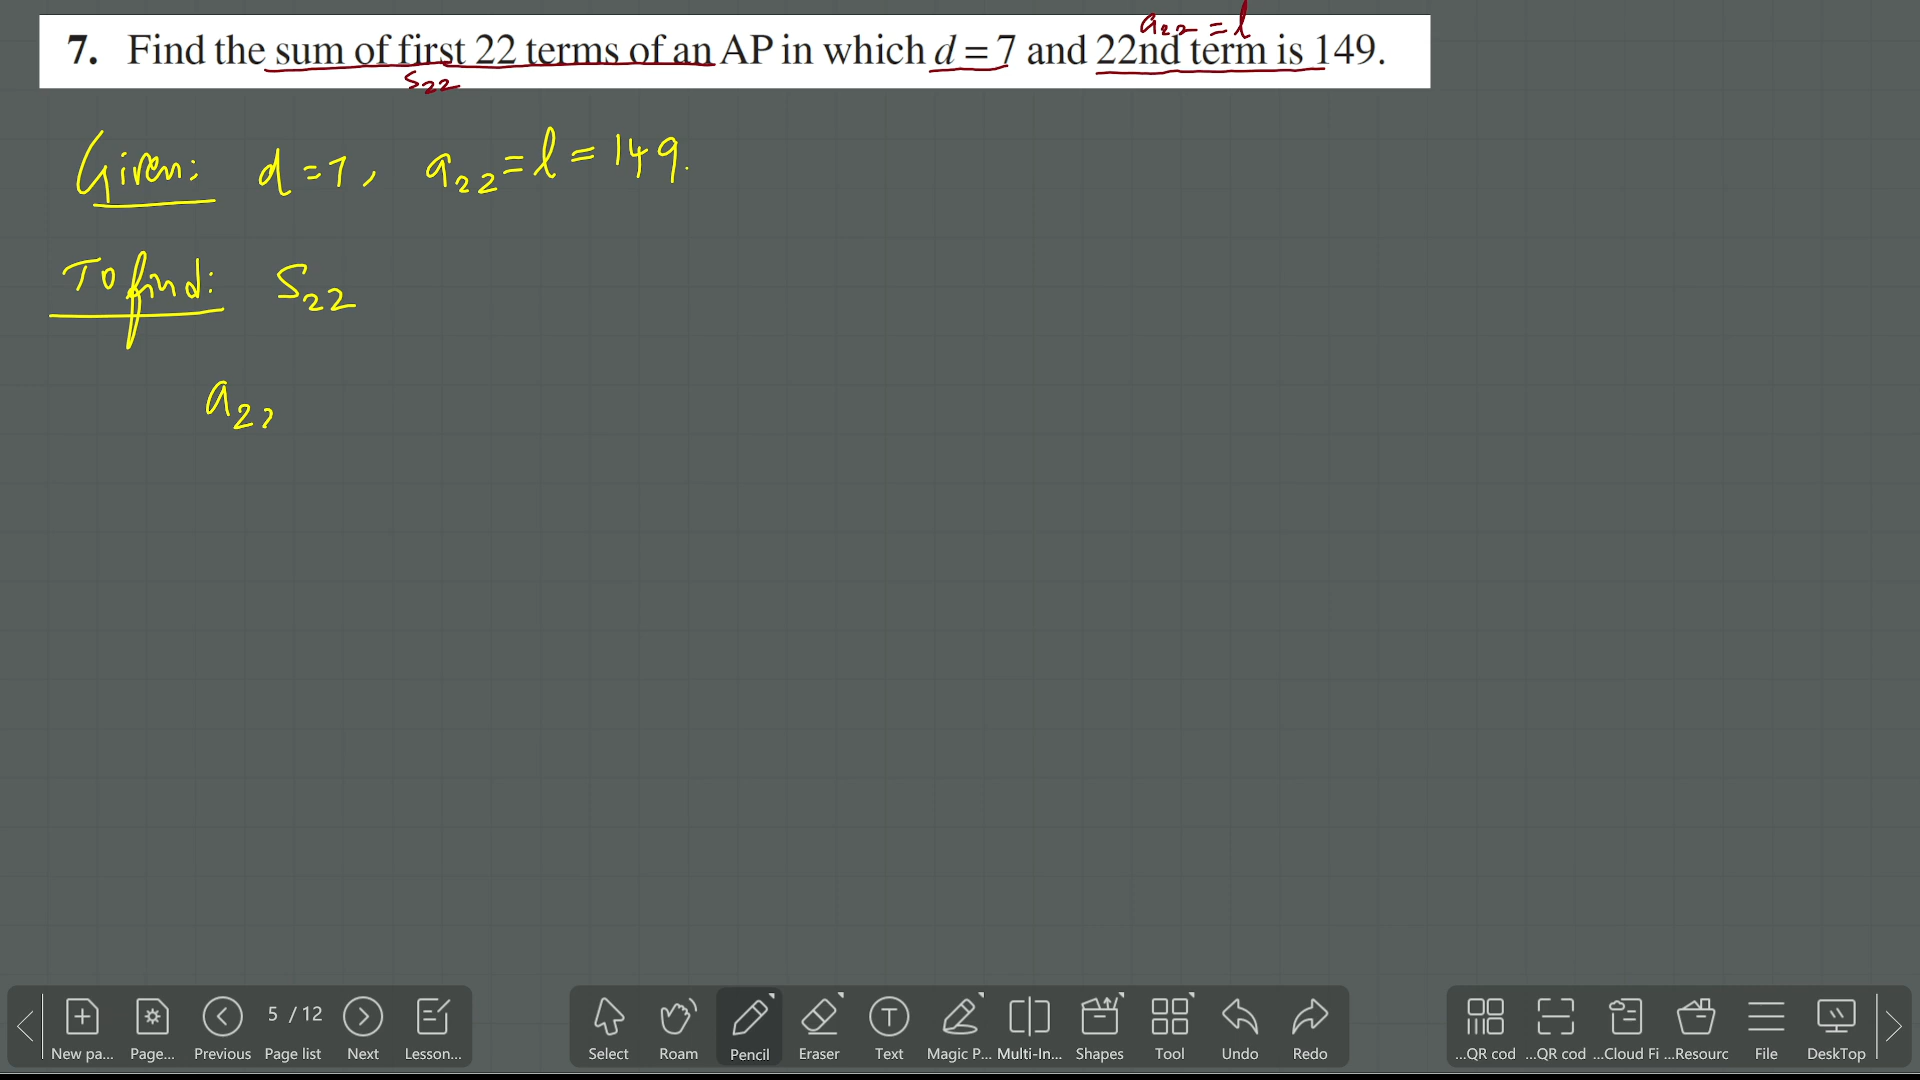 a22 = l
7. Find the sum of first 22 terms of an AP in which d = 7 and 22nd term is 149.
S22
Given: d = 7, a22 = l = 149.
To find: S22
a22
5 / 12
New pa... Page... Previous Page list Next Lesson... Select Roam Pencil Eraser Text Magic P... Multi-In... Shapes Tool Undo Redo ...QR cod ...QR cod ...Cloud Fi ...Resourc File DeskTop